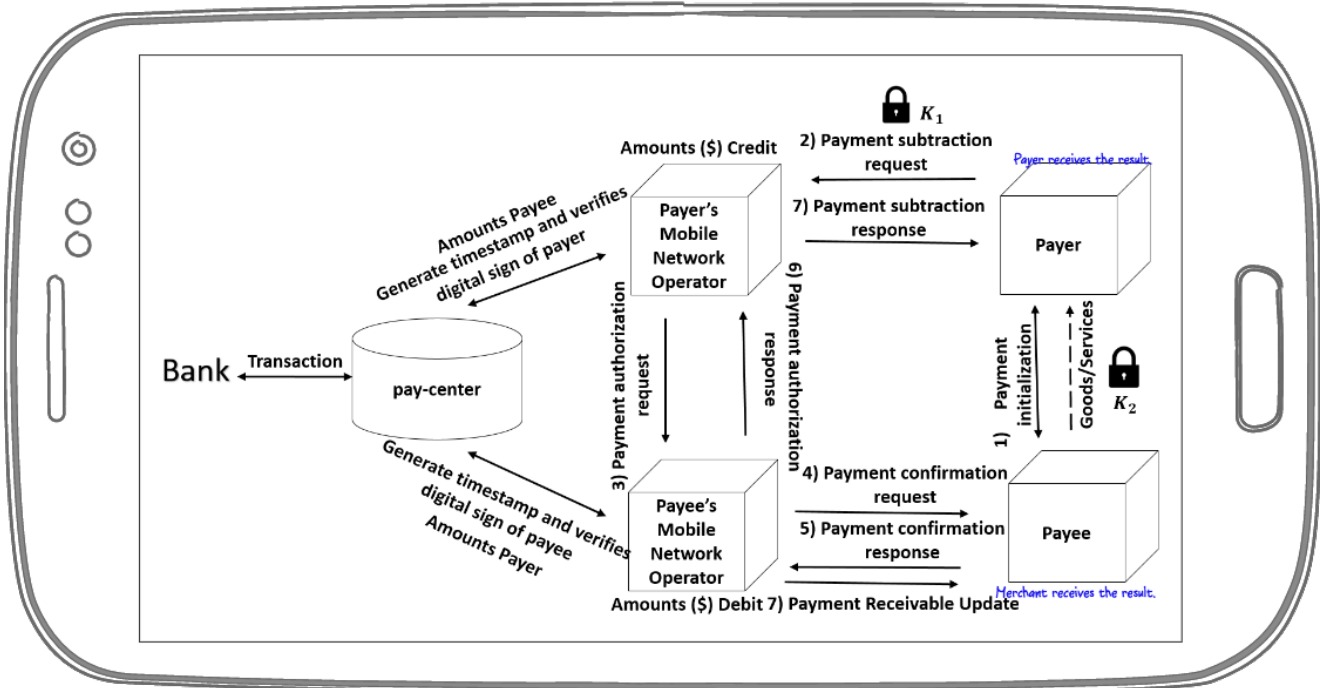 K₁
2) Payment subtraction
request
Amounts ($) Credit
Payer receives the result.
Amounts Payee
Generate timestamp and verifies
digital sign of payer
Payer's
Mobile
Network
Operator
7) Payment subtraction
response
Payer
3) Payment authorization
request
6) Payment authorization
response
1) Payment
initialization
Goods/Services
K₂
Bank
Transaction
pay-center
Generate timestamp and verifies
digital sign of payee
Amounts Payer
Payee's
Mobile
Network
Operator
4) Payment confirmation
request
5) Payment confirmation
response
Payee
Merchant receives the result.
Amounts ($) Debit 7) Payment Receivable Update